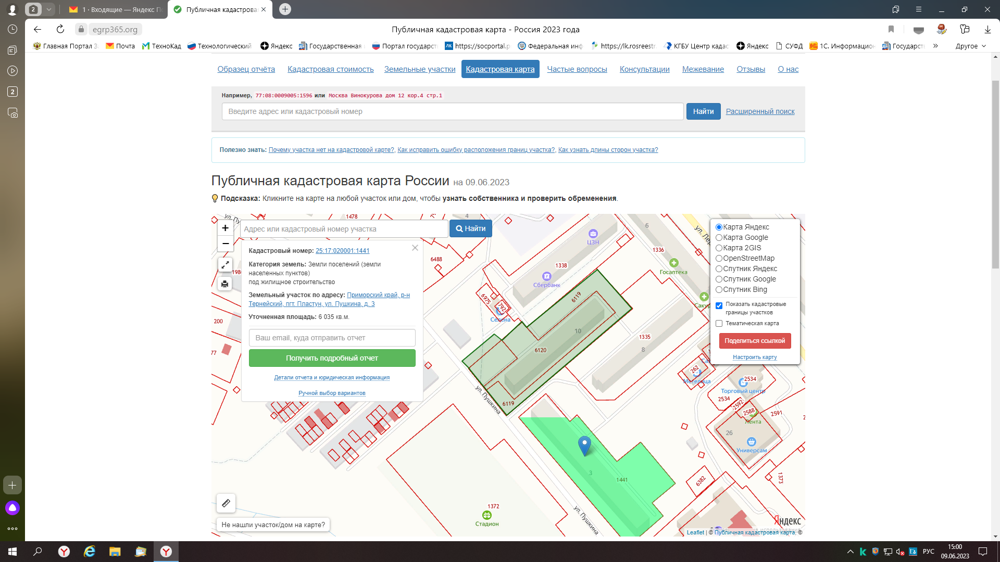 2
1 · Входящие — Яндекс П
Публичная кадастрова
egrp365.org
Публичная кадастровая карта - Россия 2023 года
Главная Портал З
Почта
ТехноКад
Технологический
Яндекс
Государственная
Портал государст
https://socportal.p
Федеральная инф
https://lk.rosreestr
КГБУ Центр кадас
Яндекс
СУФД
1С. Информацион
Государст
»
Другое
2
Образец отчёта
Кадастровая стоимость
Земельные участки
Кадастровая карта
Частые вопросы
Консультации
Межевание
Отзывы
О нас
Например, 77:08:0009005:1596 или Москва Винокурова дом 12 кор.4 стр.1
Введите адрес или кадастровый номер
Найти
Расширенный поиск
Полезно знать: Почему участка нет на кадастровой карте?, Как исправить ошибку расположения границ участка?, Как узнать длины сторон участка?
Публичная кадастровая карта России на 09.06.2023
Подсказка: Кликните на карте на любой участок или дом, чтобы узнать собственника и проверить обременения.
+
−
Адрес или кадастровый номер участка
Найти
Кадастровый номер: 25:17:020001:1441
Категория земель: Земли поселений (земли
населенных пунктов)
под жилищное строительство
Земельный участок по адресу: Приморский край, р-н
Тернейский, пгт. Пластун, ул. Пушкина, д. 3
Уточненная площадь: 6 035 кв.м.
Ваш email, куда отправить отчет
Получить подробный отчет
Детали отчета и юридическая информация
Ручной выбор вариантов
Карта Яндекс
Карта Google
Карта 2GIS
OpenStreetMap
Спутник Яндекс
Спутник Google
Спутник Bing
Показать кадастровые
границы участков
Тематическая карта
Поделиться ссылкой
Настроить карту
ул. Пу
1478
4
6
ул. Лер
ЦЗН
1336
6488
1338
Госаптека
198
Сбербанк
6119
6975
792
Сакур
Селена
200
10
1335
8
6120
77
262
Метелица
2534
Торговый центр
2534
2592
2588
2591
2
Лента
6119
ул. Пушкина
26
Универсам
3
1441
6382
1373
1372
Стадион
ул. Пушкина
Не нашли участок/дом на карте?
Яндекс
Leaflet | © Публичная кадастровая карта, ©
РУС
15:00
09.06.2023